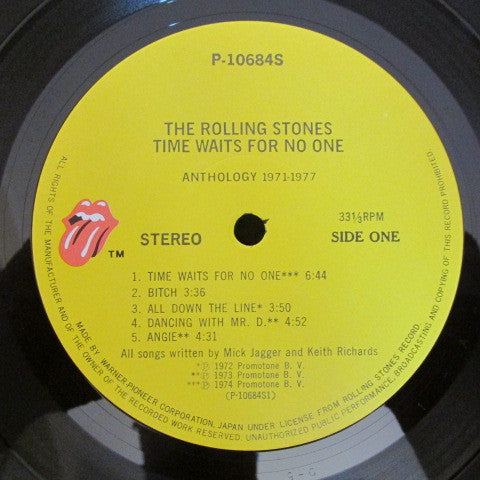 P-10684S
THE ROLLING STONES
TIME WAITS FOR NO ONE
ANTHOLOGY 1971-1977
TM
STEREO
33⅓RPM
SIDE ONE
1. TIME WAITS FOR NO ONE*** 6:44
2. BITCH 3:36
3. ALL DOWN THE LINE* 3:50
4. DANCING WITH MR. D.** 4:52
5. ANGIE** 4:31
All songs written by Mick Jagger and Keith Richards
*℗ 1972 Promotone B. V.
**℗ 1973 Promotone B. V.
***℗ 1974 Promotone B. V.
(P-10684S1)
MADE BY WARNER-PIONEER CORPORATION, JAPAN UNDER LICENSE FROM ROLLING STONES RECORD
ALL RIGHTS OF THE MANUFACTURER AND OF THE OWNER OF THE RECORDED WORK RESERVED. UNAUTHORIZED PUBLIC PERFORMANCE, BROADCASTING AND COPYING OF THIS RECORD PROHIBITED.